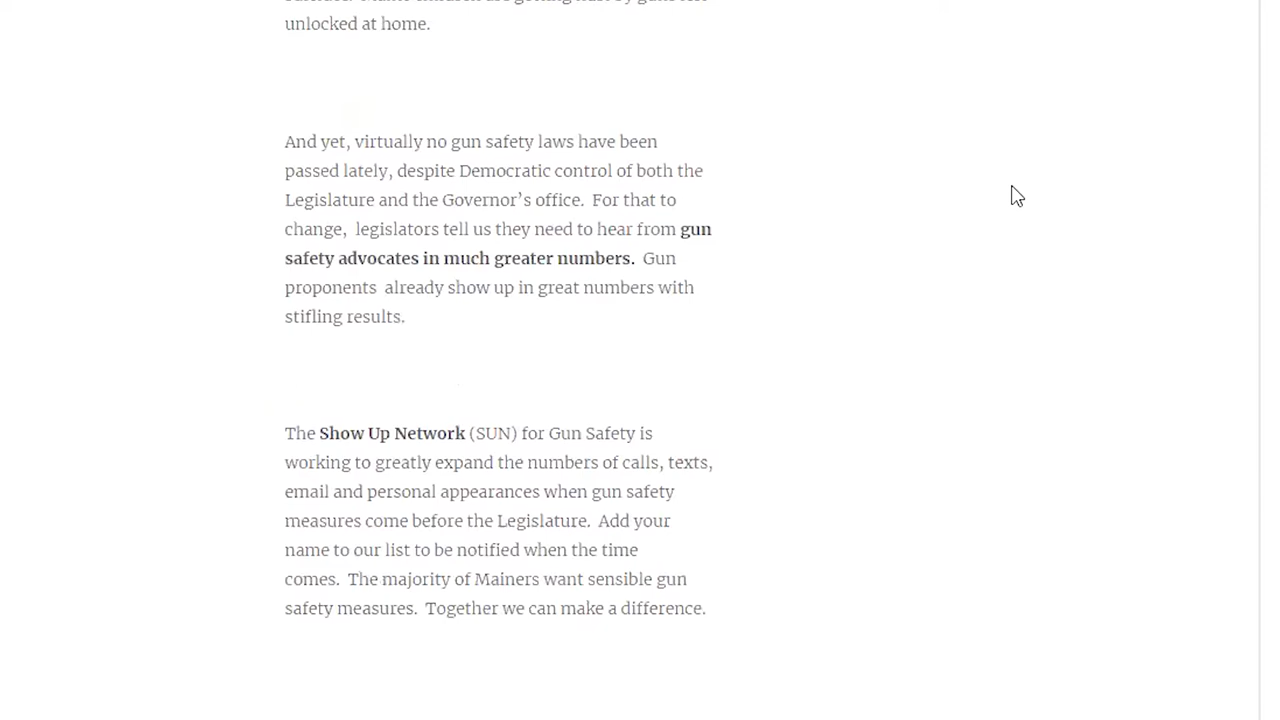 unlocked at home.
And yet, virtually no gun safety laws have been
passed lately, despite Democratic control of both the
Legislature and the Governor’s office.  For that to
change,  legislators tell us they need to hear from gun
safety advocates in much greater numbers.  Gun
proponents  already show up in great numbers with
stifling results.
The Show Up Network (SUN) for Gun Safety is
working to greatly expand the numbers of calls, texts,
email and personal appearances when gun safety
measures come before the Legislature.  Add your
name to our list to be notified when the time
comes.  The majority of Mainers want sensible gun
safety measures.  Together we can make a difference.